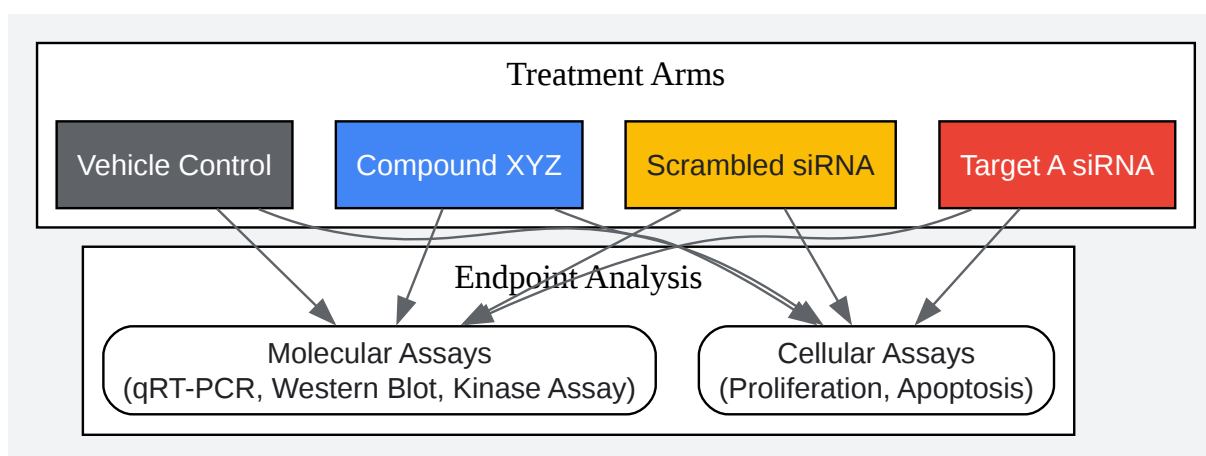 Treatment Arms
Vehicle Control
Compound XYZ
Scrambled siRNA
Target A siRNA
Endpoint Analysis
Molecular Assays
(qRT-PCR, Western Blot, Kinase Assay)
Cellular Assays
(Proliferation, Apoptosis)